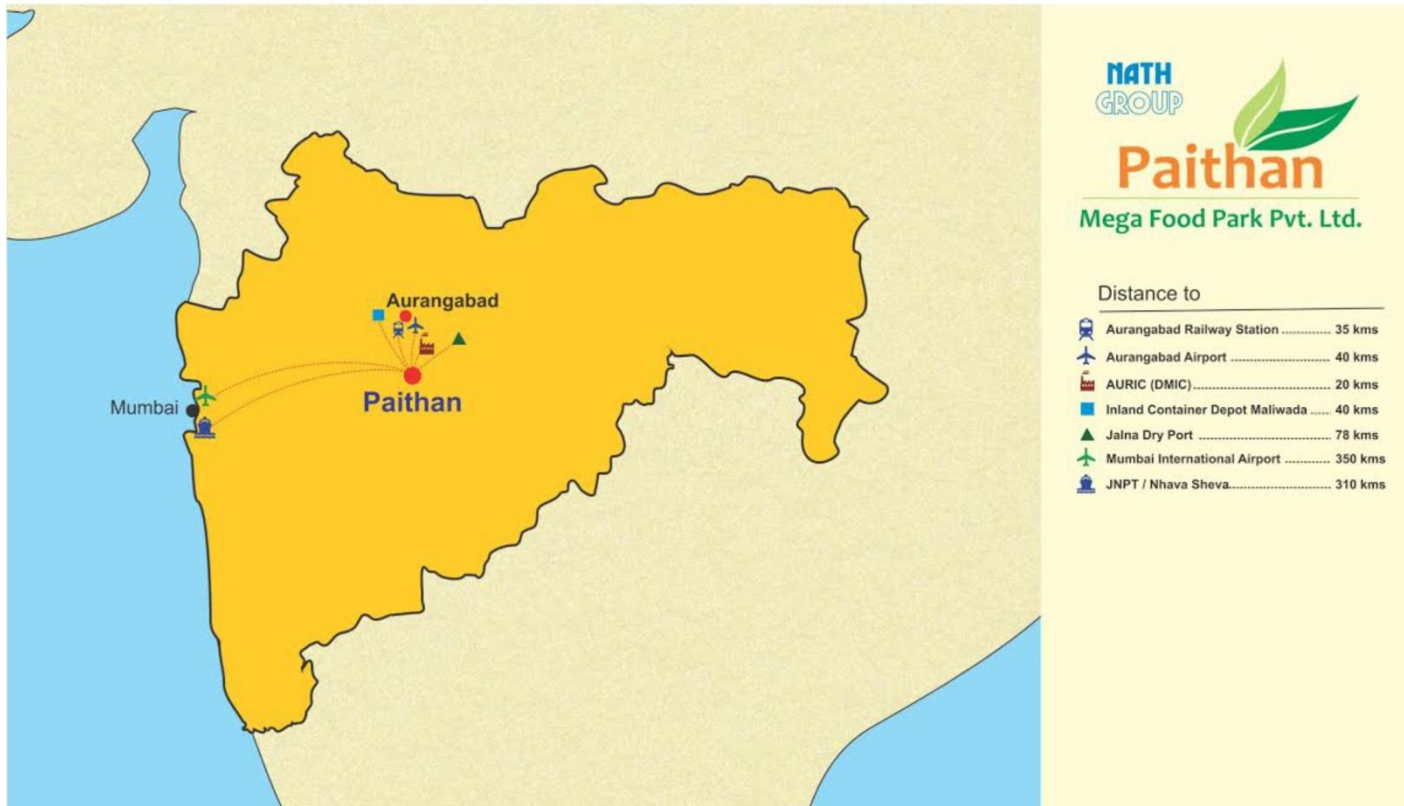 Aurangabad
Paithan
Mumbai
NATH
GROUP
Paithan
Mega Food Park Pvt. Ltd.
Distance to
Aurangabad Railway Station ............ 35 kms
Aurangabad Airport ......................... 40 kms
AURIC (DMIC) ................................... 20 kms
Inland Container Depot Maliwada ..... 40 kms
Jalna Dry Port ................................. 78 kms
Mumbai International Airport ............ 350 kms
JNPT / Nhava Sheva ......................... 310 kms